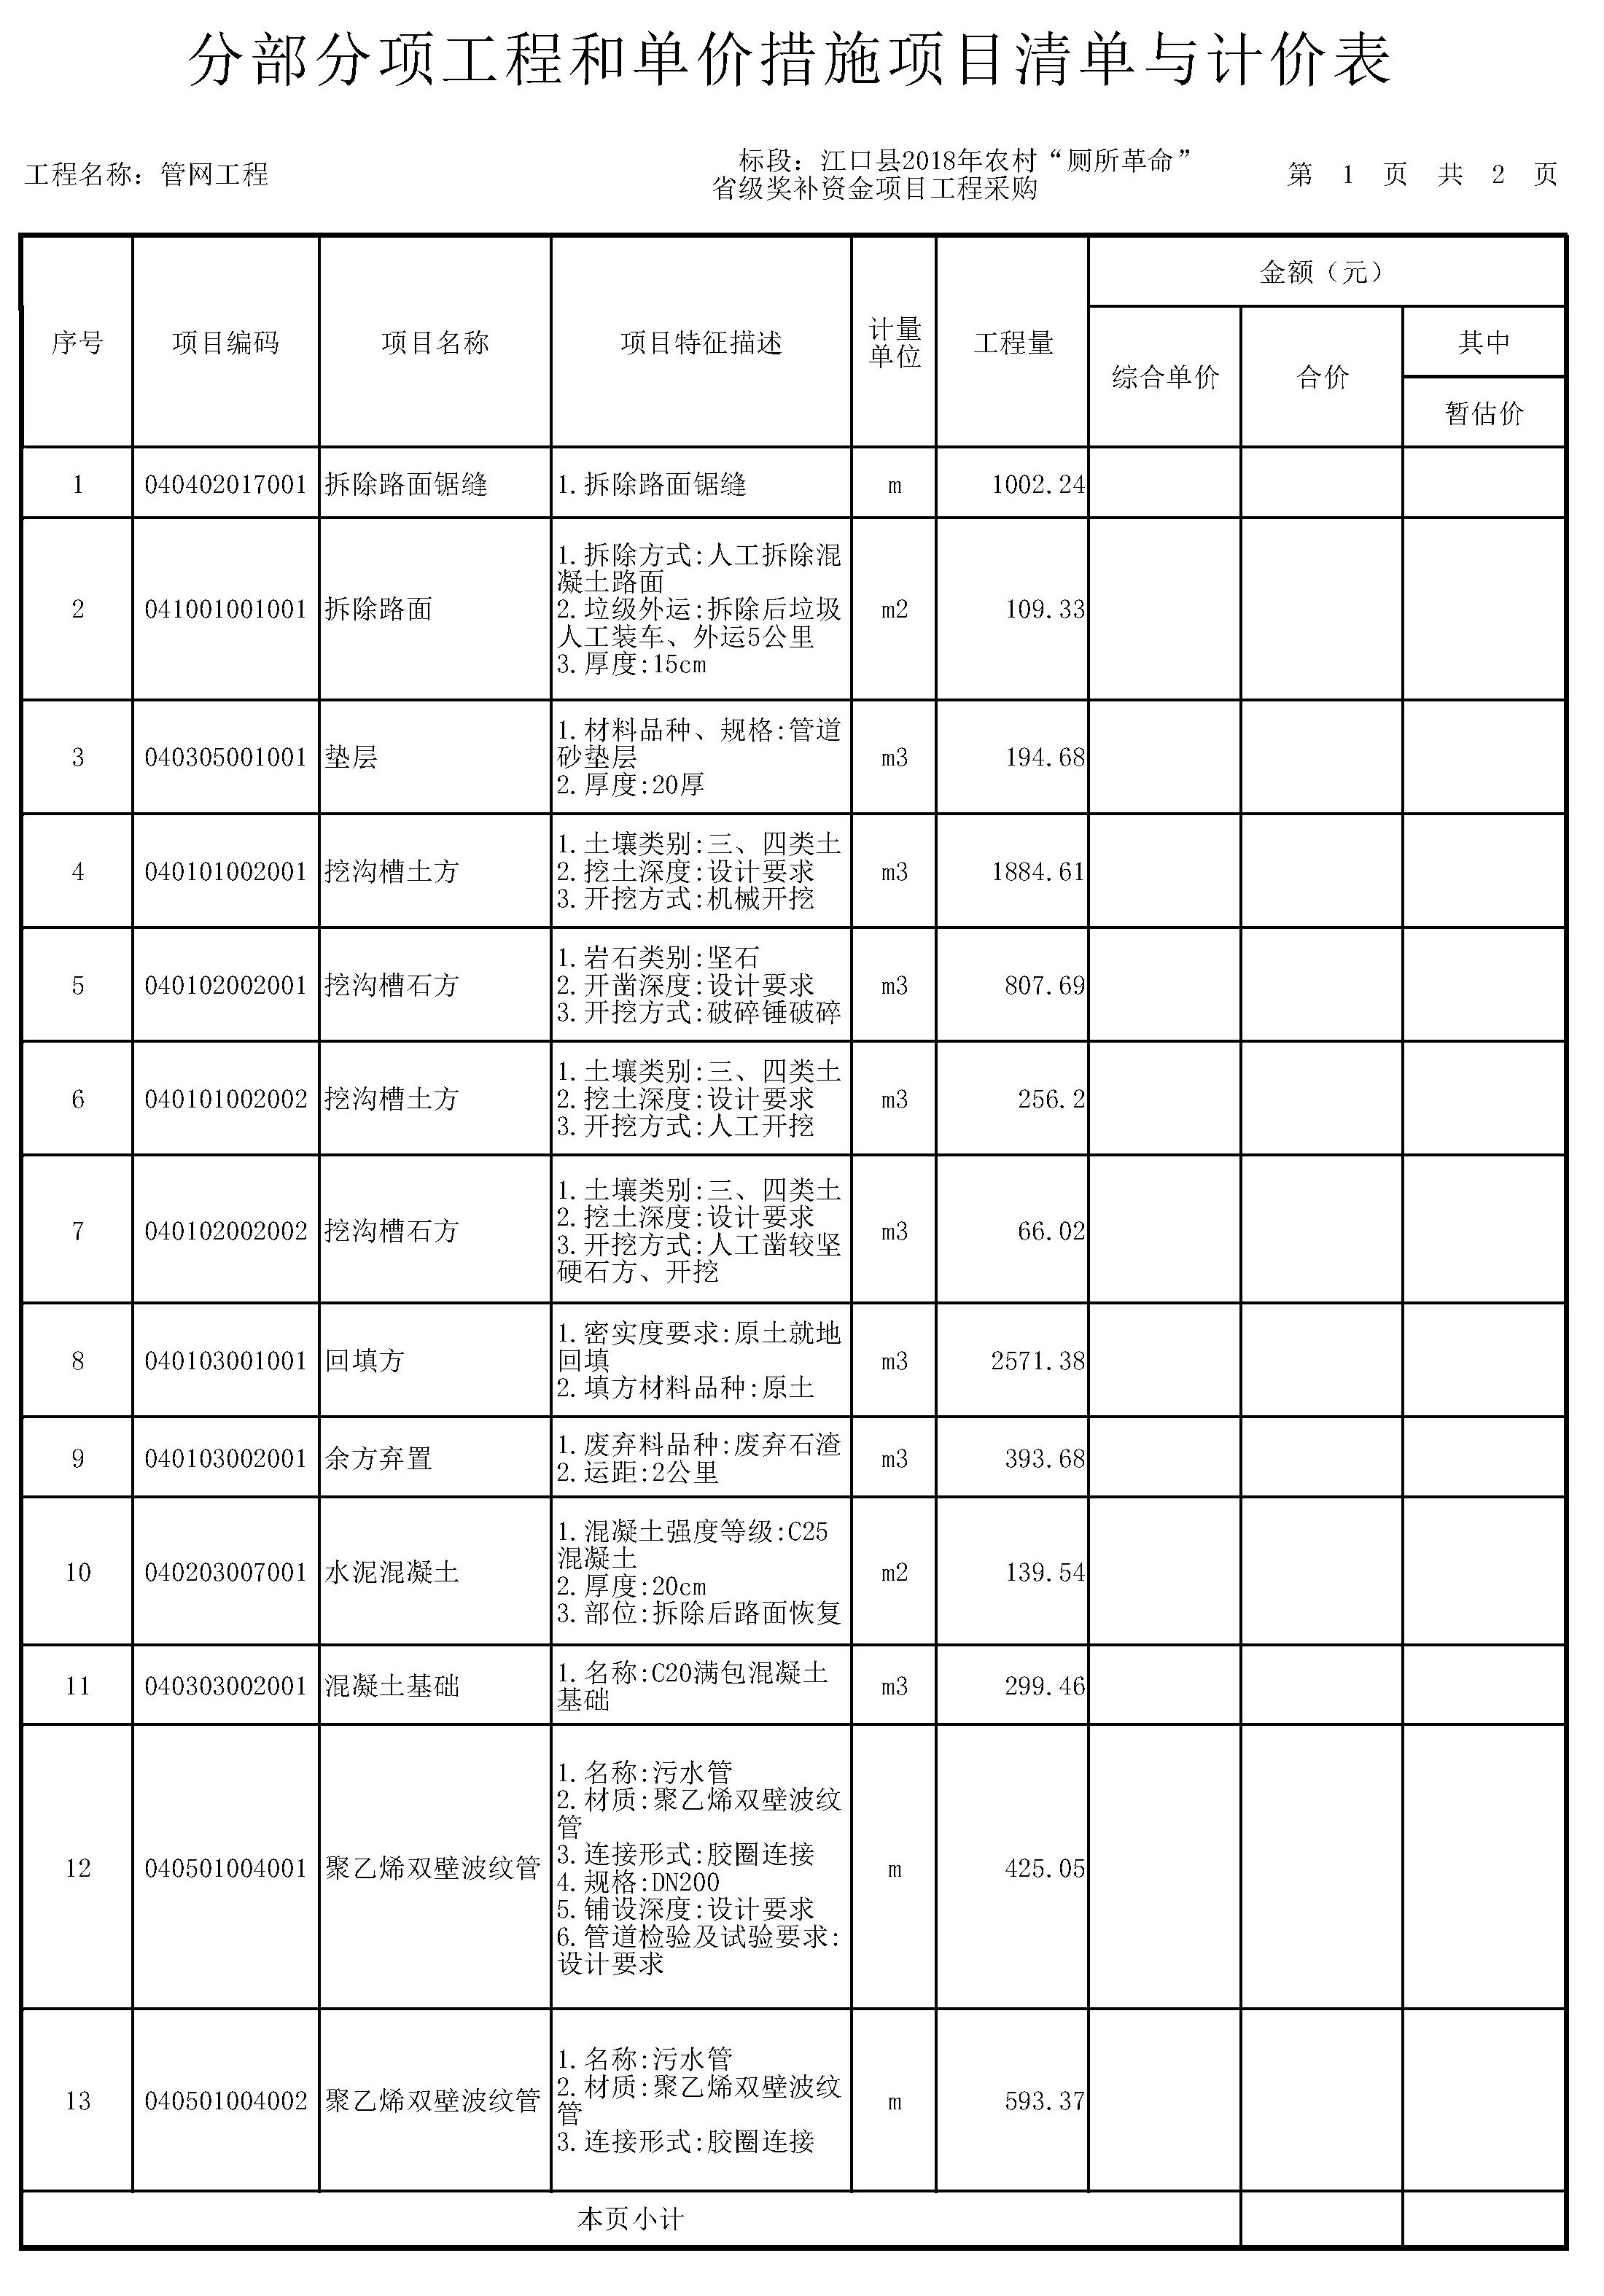 分部分项工程和单价措施项目清单与计价表
工程名称：管网工程
标段：江口县2018年农村“厕所革命”
省级奖补资金项目工程采购
第 1 页 共 2 页
序号 项目编码 项目名称 项目特征描述 计量
单位 工程量 金额（元）
综合单价 合价 其中
暂估价
1 040402017001 拆除路面锯缝 1.拆除路面锯缝 m 1002.24
2 041001001001 拆除路面 1.拆除方式:人工拆除混
凝土路面
2.垃级外运:拆除后垃圾
人工装车、外运5公里
3.厚度:15cm
m2 109.33
3 040305001001 垫层 1.材料品种、规格:管道
砂垫层
2.厚度:20厚
m3 194.68
4 040101002001 挖沟槽土方 1.土壤类别:三、四类土
2.挖土深度:设计要求
3.开挖方式:机械开挖
m3 1884.61
5 040102002001 挖沟槽石方 1.岩石类别:坚石
2.开凿深度:设计要求
3.开挖方式:破碎锤破碎
m3 807.69
6 040101002002 挖沟槽土方 1.土壤类别:三、四类土
2.挖土深度:设计要求
3.开挖方式:人工开挖
m3 256.2
7 040102002002 挖沟槽石方 1.土壤类别:三、四类土
2.挖土深度:设计要求
3.开挖方式:人工凿较坚
硬石方、开挖
m3 66.02
8 040103001001 回填方 1.密实度要求:原土就地
回填
2.填方材料品种:原土
m3 2571.38
9 040103002001 余方弃置 1.废弃料品种:废弃石渣
2.运距:2公里
m3 393.68
10 040203007001 水泥混凝土 1.混凝土强度等级:C25
混凝土
2.厚度:20cm
3.部位:拆除后路面恢复
m2 139.54
11 040303002001 混凝土基础 1.名称:C20满包混凝土
基础
m3 299.46
12 040501004001 聚乙烯双壁波纹管 1.名称:污水管
2.材质:聚乙烯双壁波纹
管
3.连接形式:胶圈连接
4.规格:DN200
5.铺设深度:设计要求
6.管道检验及试验要求:
设计要求
m 425.05
13 040501004002 聚乙烯双壁波纹管 1.名称:污水管
2.材质:聚乙烯双壁波纹
管
3.连接形式:胶圈连接
m 593.37
本页小计